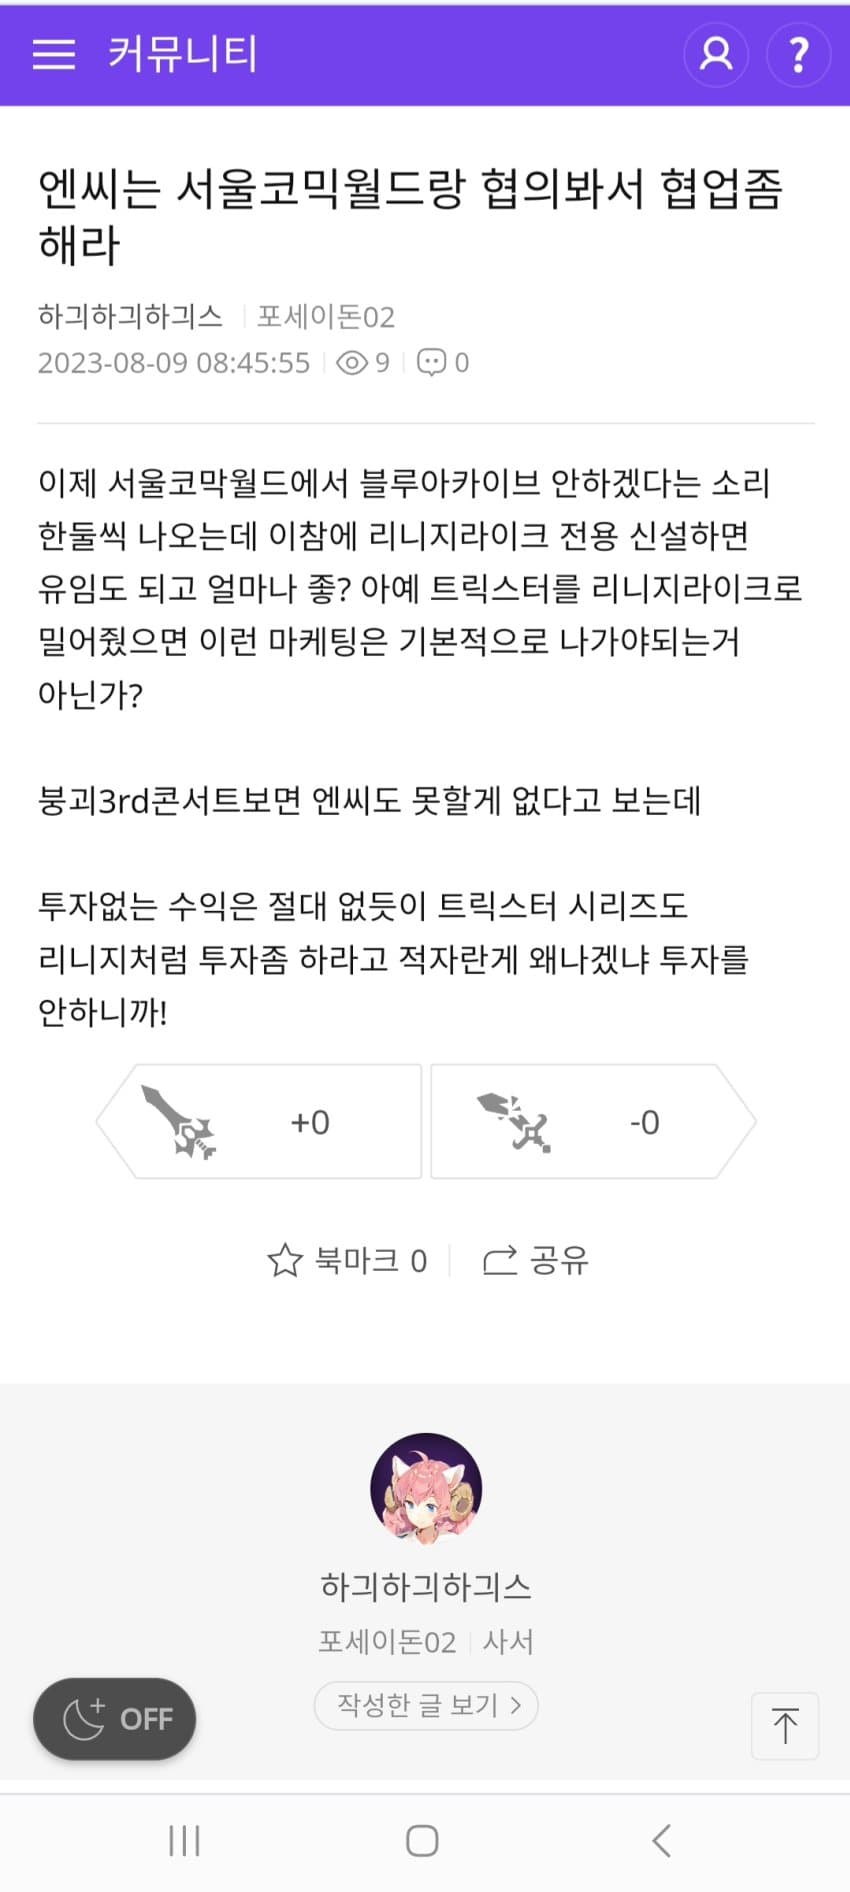 커뮤니티
?
엔씨는 서울코믹월드랑 협의봐서 협업좀
해라
하긔하긔하긔스 포세이돈02
2023-08-09 08:45:55 9 0
이제 서울코막월드에서 블루아카이브 안하겠다는 소리
한둘씩 나오는데 이참에 리니지라이크 전용 신설하면
유임도 되고 얼마나 좋? 아예 트릭스터를 리니지라이크로
밀어줬으면 이런 마케팅은 기본적으로 나가야되는거
아닌가?
붕괴3rd콘서트보면 엔씨도 못할게 없다고 보는데
투자없는 수익은 절대 없듯이 트릭스터 시리즈도
리니지처럼 투자좀 하라고 적자란게 왜나겠냐 투자를
안하니까!
+0 -0
북마크 0 공유
하긔하긔하긔스
포세이돈02 사서
작성한 글 보기 >
OFF